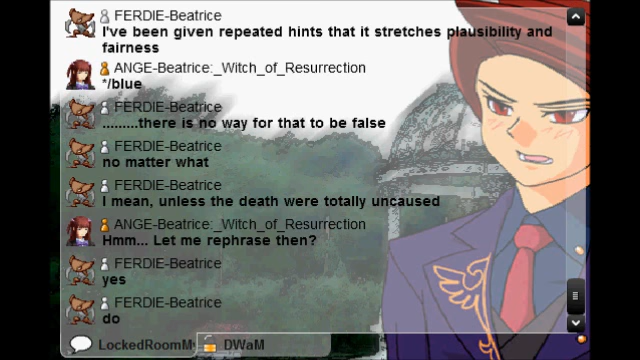 FERDIE-Beatrice
I've been given repeated hints that it stretches plausibility and
fairness
ANGE-Beatrice:_Witch_of_Resurrection
*/blue
FERDIE-Beatrice
.........there is no way for that to be false
FERDIE-Beatrice
no matter what
FERDIE-Beatrice
I mean, unless the death were totally uncaused
ANGE-Beatrice:_Witch_of_Resurrection
Hmm... Let me rephrase then?
FERDIE-Beatrice
yes
FERDIE-Beatrice
do
LockedRoomMy
DWaM